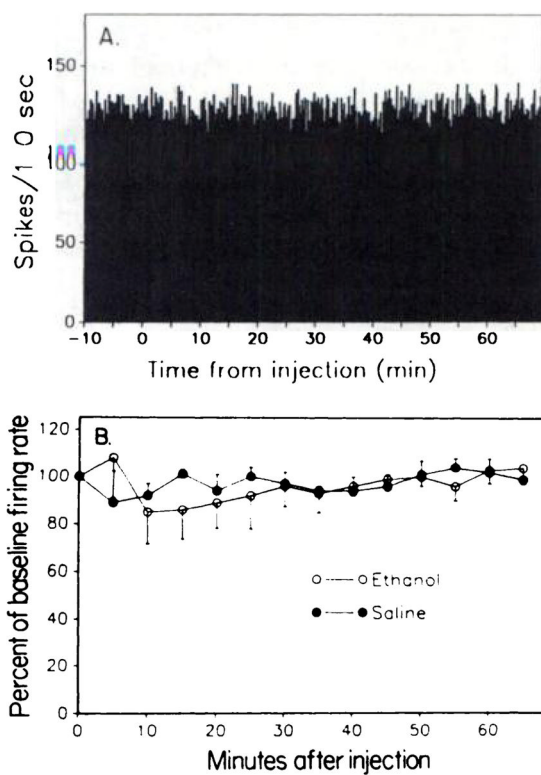 A.
Spikes/1 0 sec
150
100
50
0
-10 0 10 20 30 40 50 60
Time from injection (min)
B.
Percent of baseline firing rate
120
100
80
60
40
20
0
Ethanol
Saline
0 10 20 30 40 50 60
Minutes after injection